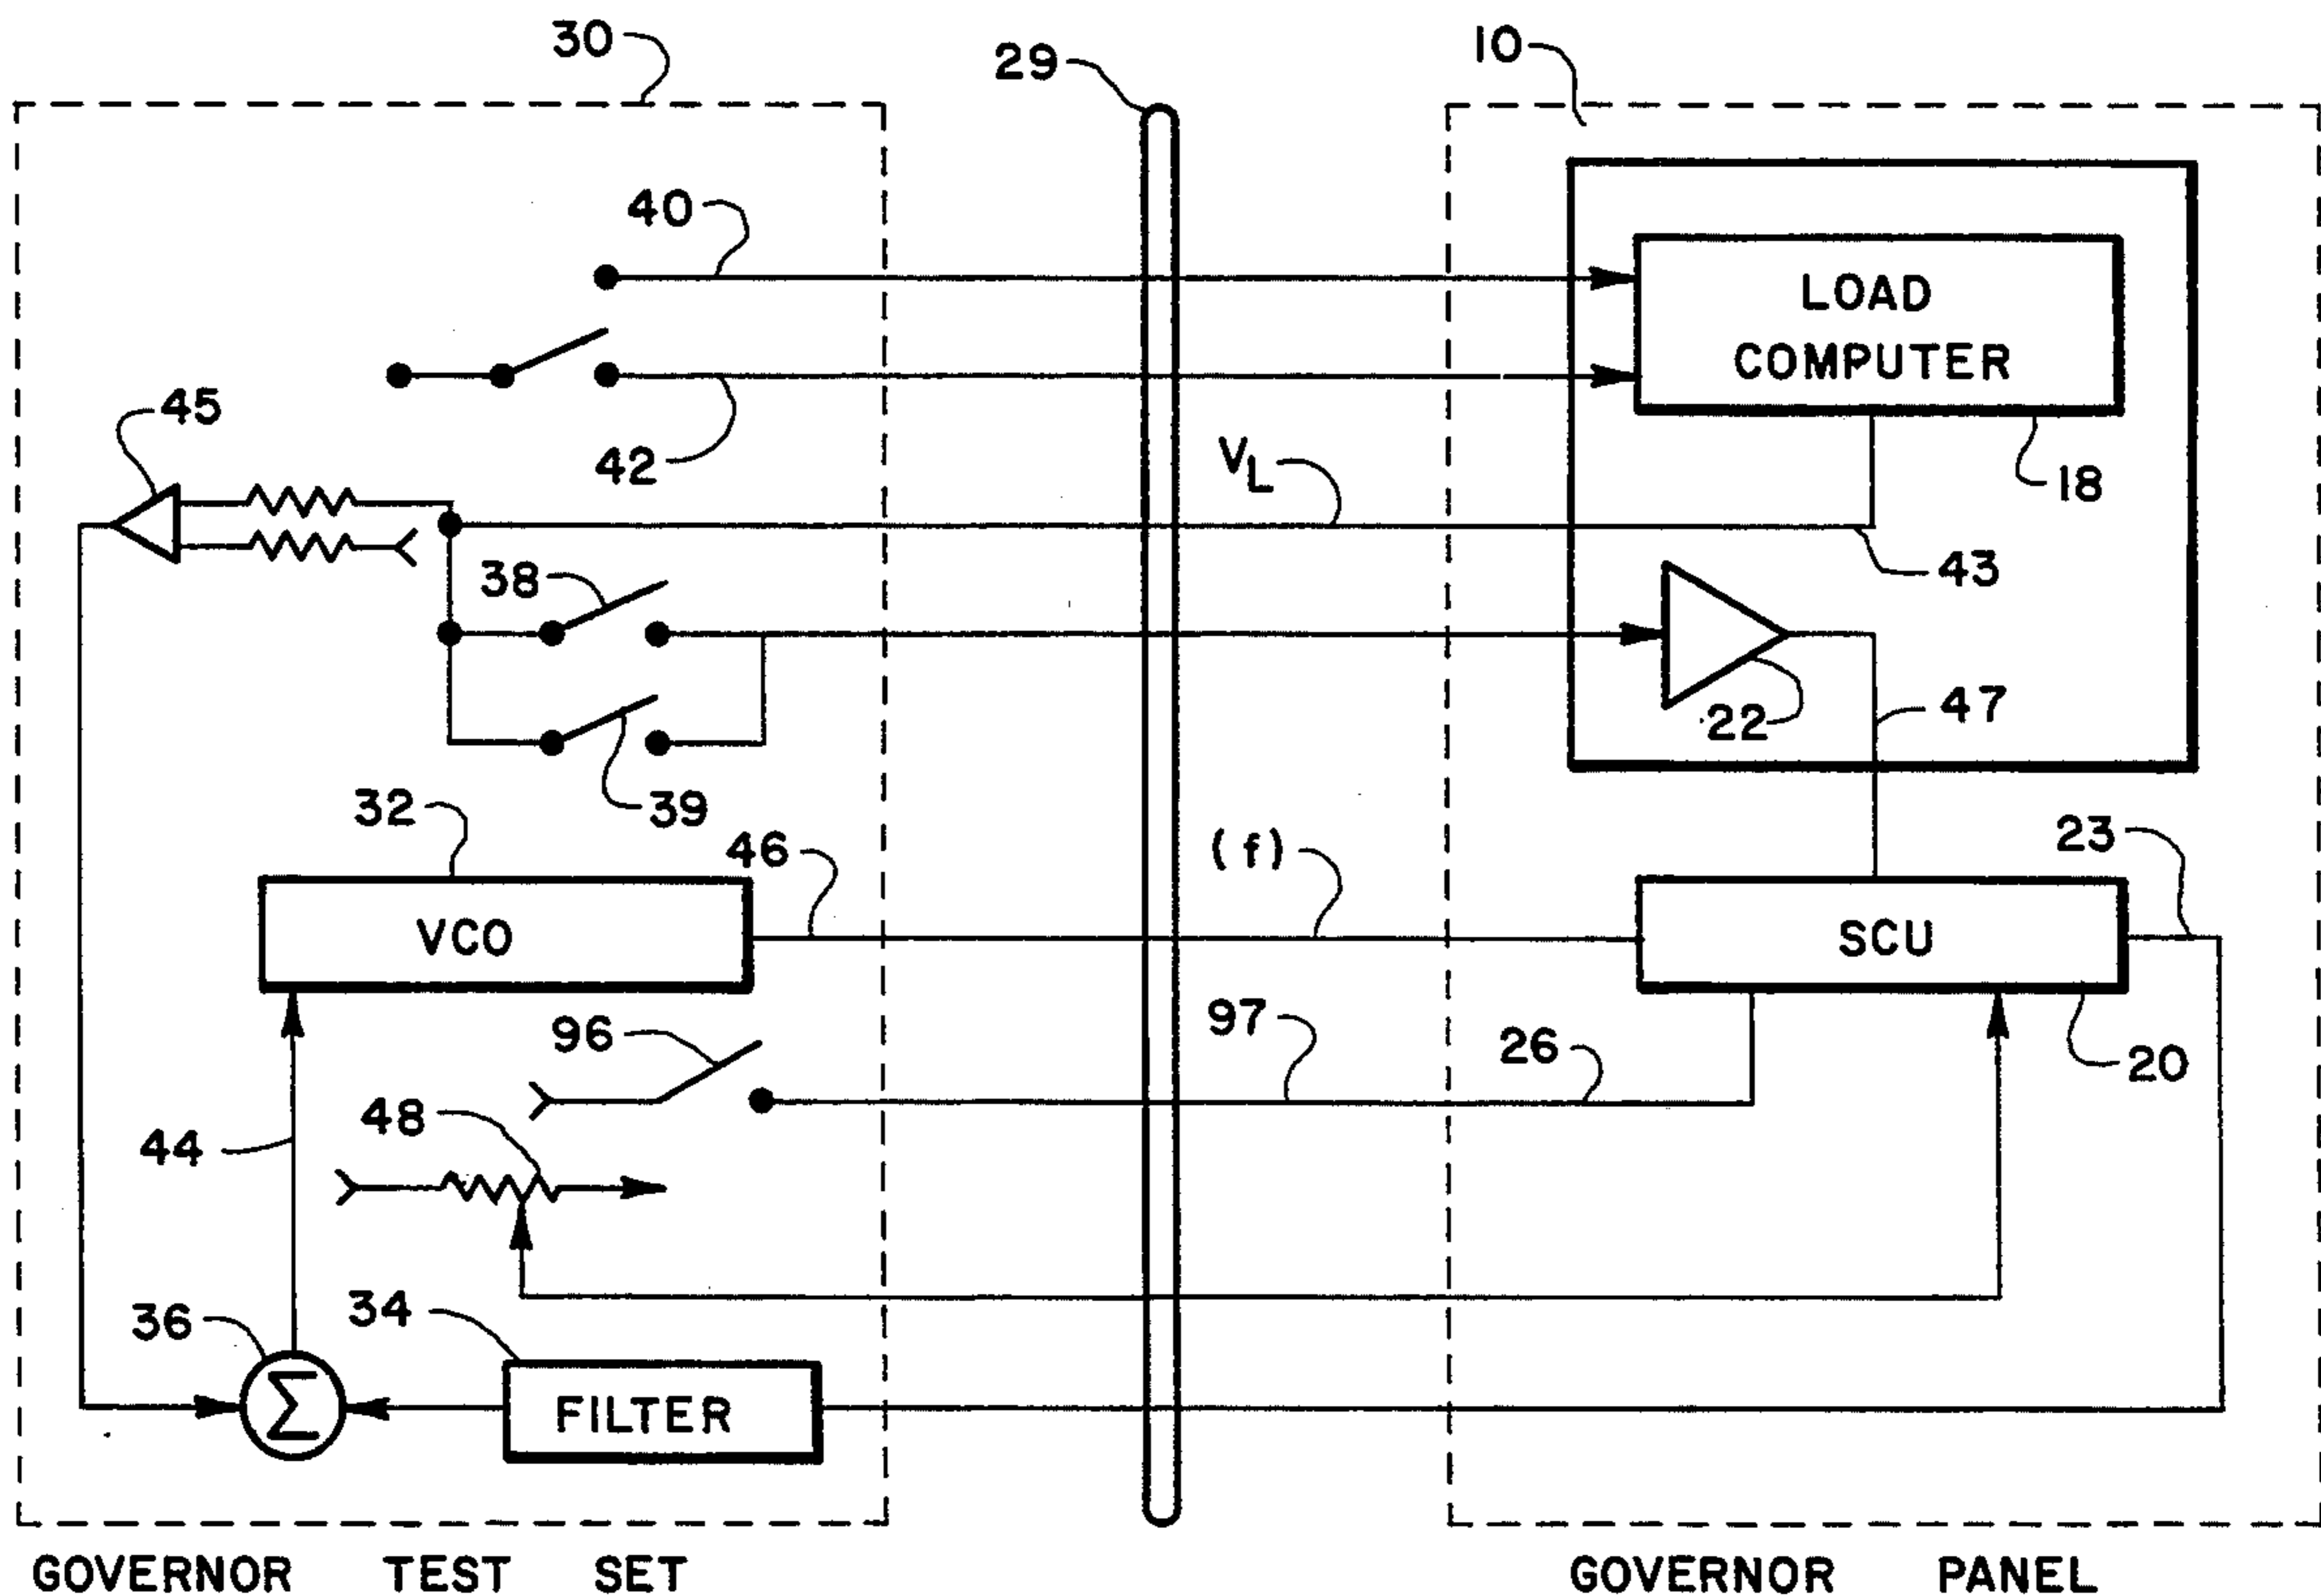 30
29
10
40
LOAD
COMPUTER
45
42
V_L
18
38
43
22
47
39
32
46
(f)
23
VCO
SCU
96
97
26
20
48
44
36
34
Σ
FILTER
GOVERNOR TEST SET
GOVERNOR PANEL